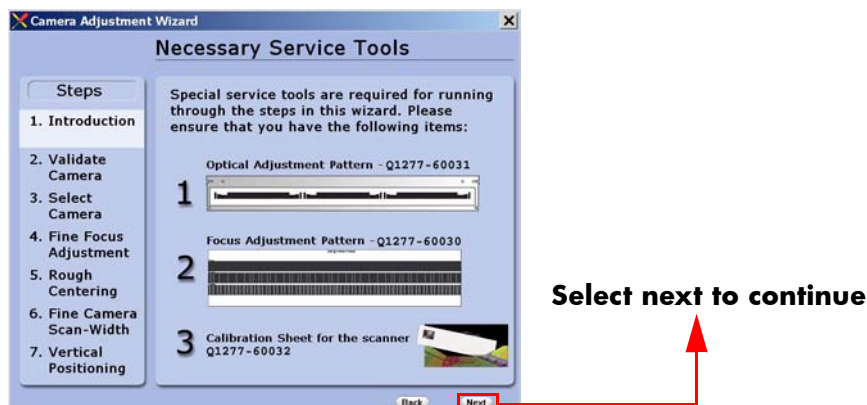 Camera Adjustment Wizard
Necessary Service Tools
Steps
1. Introduction
2. Validate
Camera
3. Select
Camera
4. Fine Focus
Adjustment
5. Rough
Centering
6. Fine Camera
Scan-Width
7. Vertical
Positioning
Special service tools are required for running
through the steps in this wizard. Please
ensure that you have the following items:
1
Optical Adjustment Pattern - Q1277-60031
2
Focus Adjustment Pattern - Q1277-60030
3
Calibration Sheet for the scanner
Q1277-60032
Back
Next
Select next to continue